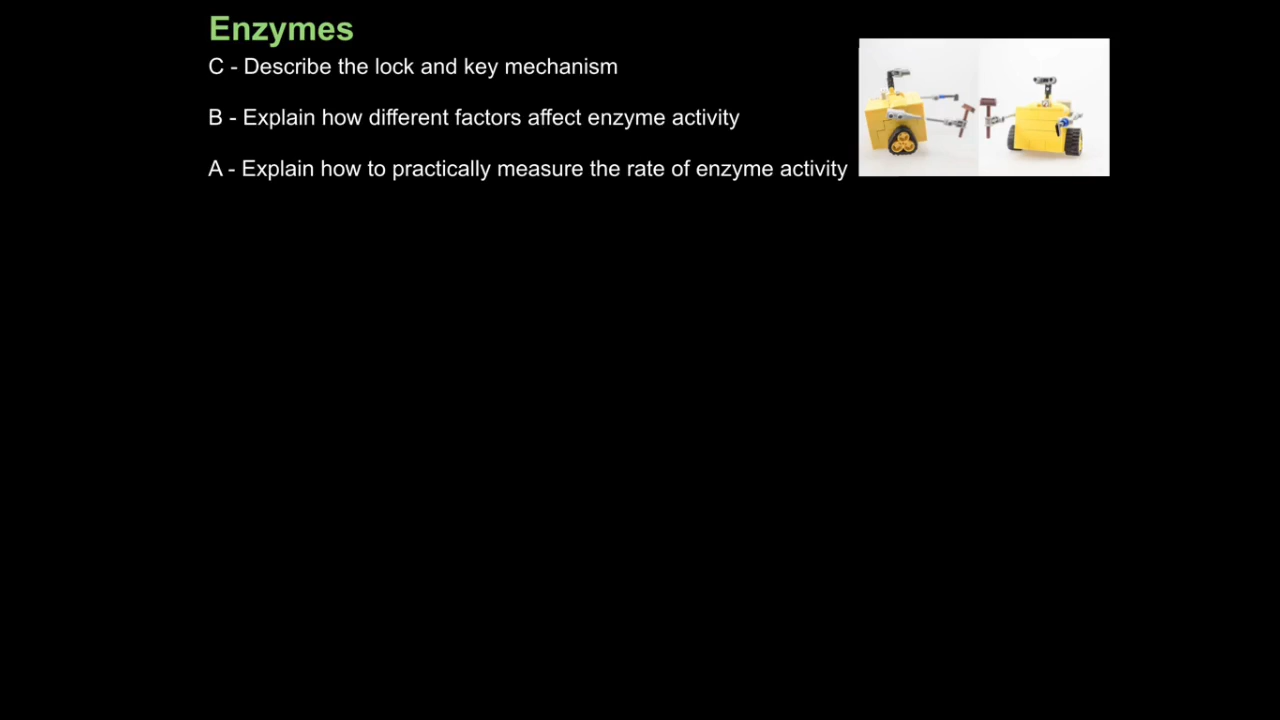 Enzymes
C - Describe the lock and key mechanism
B - Explain how different factors affect enzyme activity
A - Explain how to practically measure the rate of enzyme activity